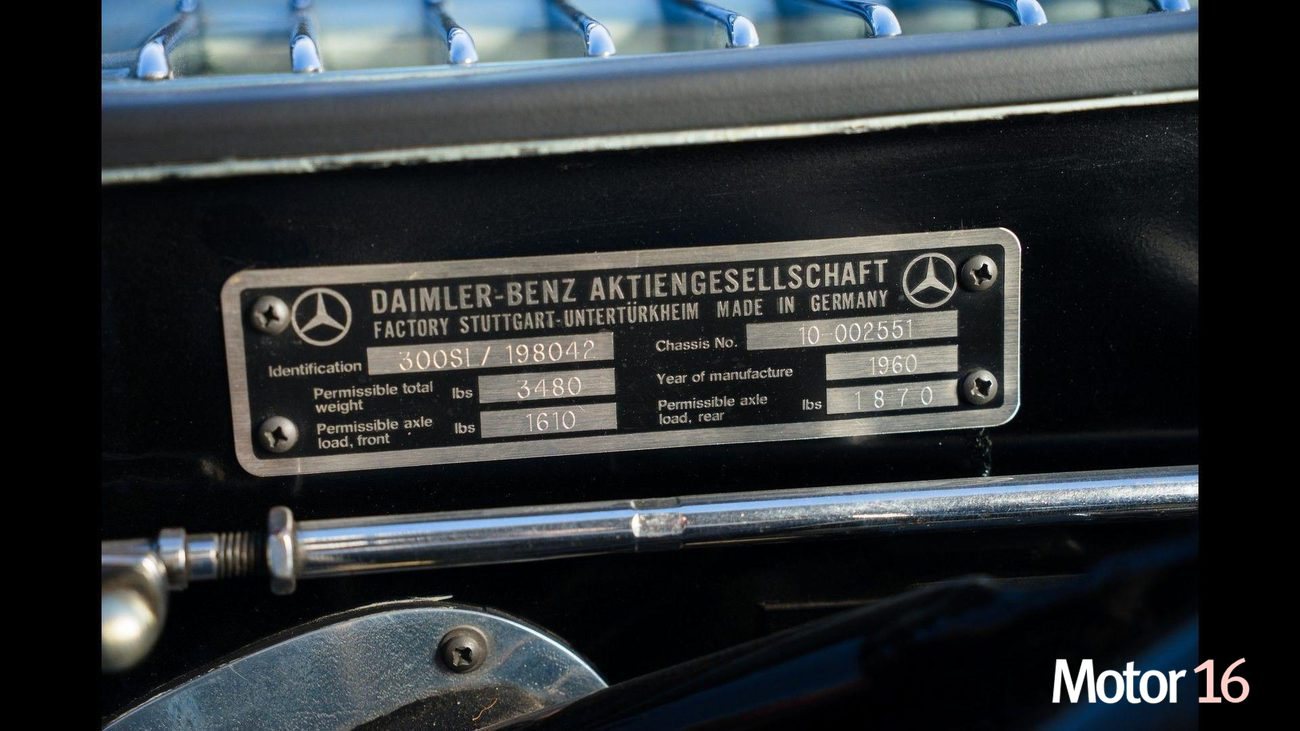 DAIMLER-BENZ AKTIENGESELLSCHAFT
FACTORY STUTTGART-UNTERTÜRKHEIM MADE IN GERMANY
Identification 300Sl / 198042
Chassis No. 10 002551
Permissible total weight lbs 3480
Year of manufacture 1960
Permissible axle load, front lbs 1610
Permissible axle load, rear lbs 1870
Motor 16